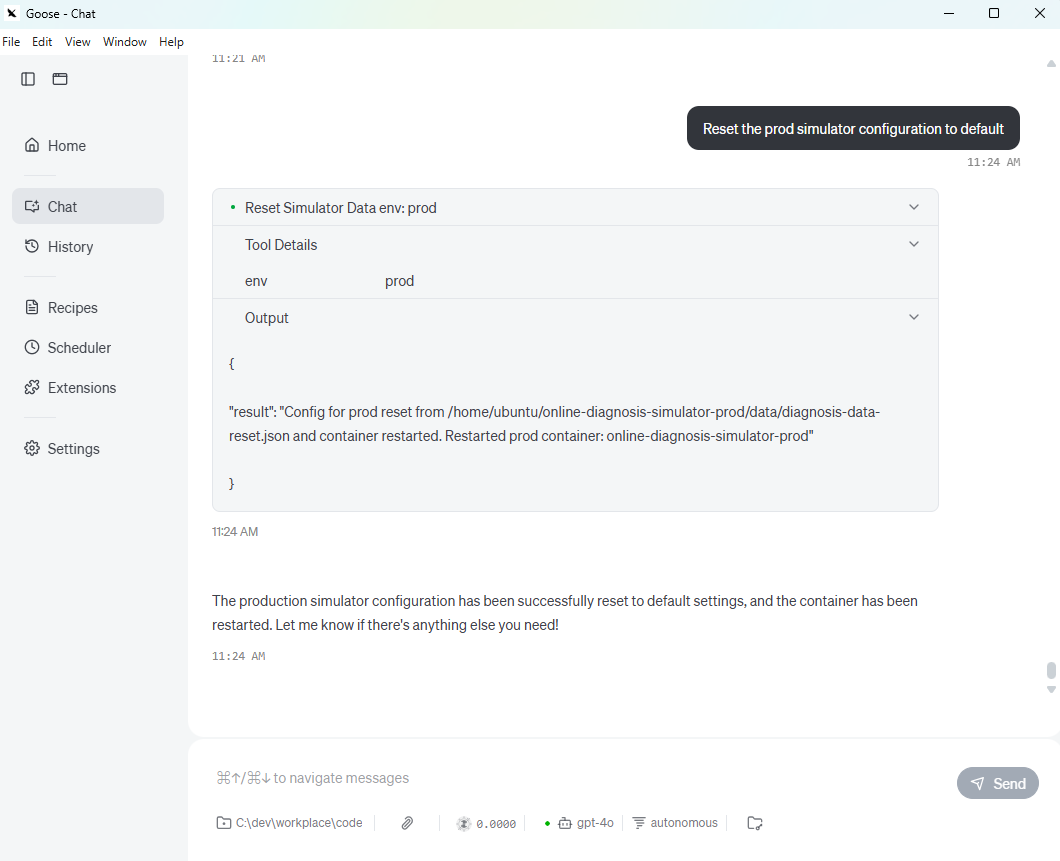 Goose - Chat
File Edit View Window Help
11:21 AM
Home
Chat
History
Recipes
Scheduler
Extensions
Settings
Reset the prod simulator configuration to default
11:24 AM
Reset Simulator Data env: prod
Tool Details
env prod
Output
{
"result": "Config for prod reset from /home/ubuntu/online-diagnosis-simulator-prod/data/diagnosis-data-
reset.json and container restarted. Restarted prod container: online-diagnosis-simulator-prod"
}
11:24 AM
The production simulator configuration has been successfully reset to default settings, and the container has been
restarted. Let me know if there's anything else you need!
11:24 AM
⌘↑/⌘↓ to navigate messages
Send
C:\dev\workplace\code 0.0000 gpt-4o autonomous